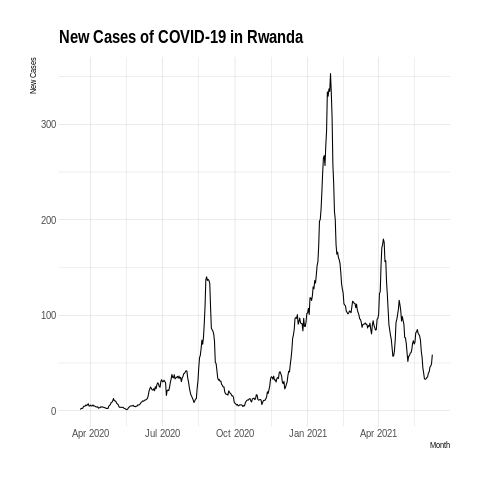 New Cases of COVID-19 in Rwanda
New Cases
300
200
100
0
Apr 2020 Jul 2020 Oct 2020 Jan 2021 Apr 2021
Month